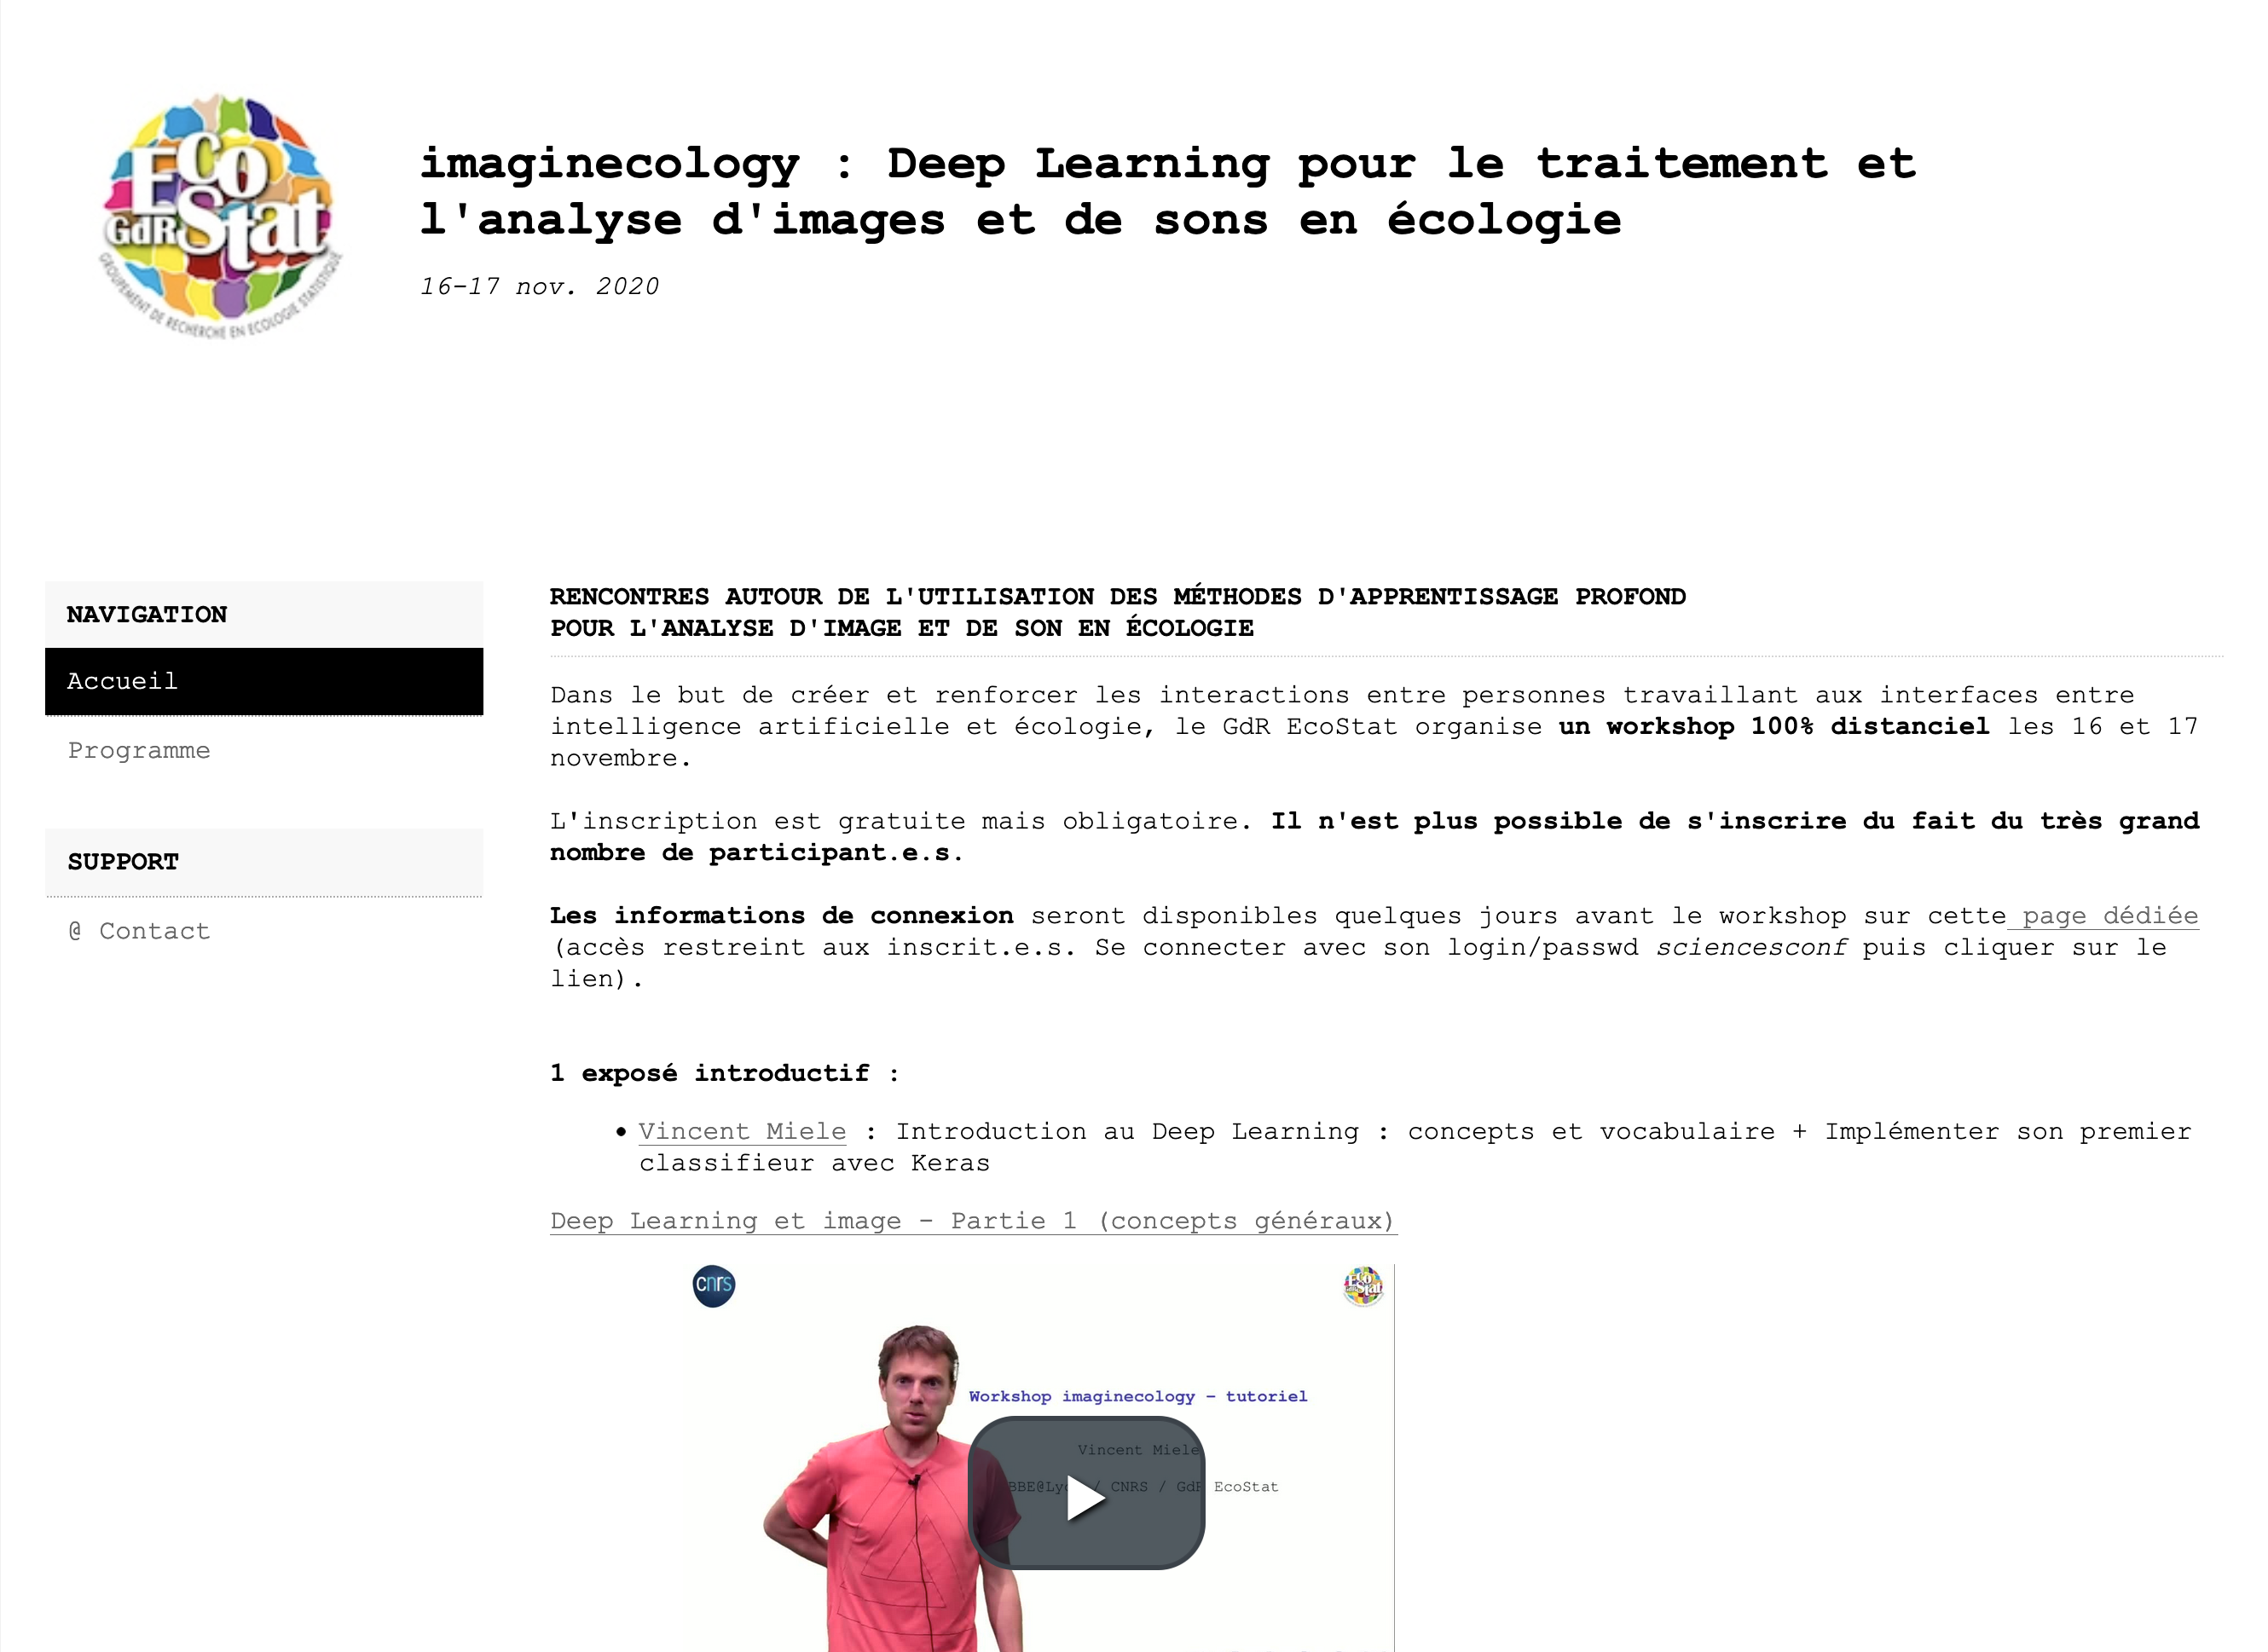 EcoStat
GdR
GROUPEMENT DE RECHERCHE EN ECOLOGIE STATISTIQUE
imaginecology : Deep Learning pour le traitement et
l'analyse d'images et de sons en écologie
16-17 nov. 2020
NAVIGATION
Accueil
Programme
SUPPORT
@ Contact
RENCONTRES AUTOUR DE L'UTILISATION DES MÉTHODES D'APPRENTISSAGE PROFOND
POUR L'ANALYSE D'IMAGE ET DE SON EN ÉCOLOGIE
Dans le but de créer et renforcer les interactions entre personnes travaillant aux interfaces entre
intelligence artificielle et écologie, le GdR EcoStat organise un workshop 100% distanciel les 16 et 17
novembre.
L'inscription est gratuite mais obligatoire. Il n'est plus possible de s'inscrire du fait du très grand
nombre de participant.e.s.
Les informations de connexion seront disponibles quelques jours avant le workshop sur cette page dédiée
(accès restreint aux inscrit.e.s. Se connecter avec son login/passwd sciencesconf puis cliquer sur le
lien).
1 exposé introductif :
• Vincent Miele : Introduction au Deep Learning : concepts et vocabulaire + Implémenter son premier
classifieur avec Keras
Deep Learning et image - Partie 1 (concepts généraux)
cnrs
EcoStat
Workshop imaginecology - tutoriel
Vincent Miele
/ CNRS / GdR EcoStat